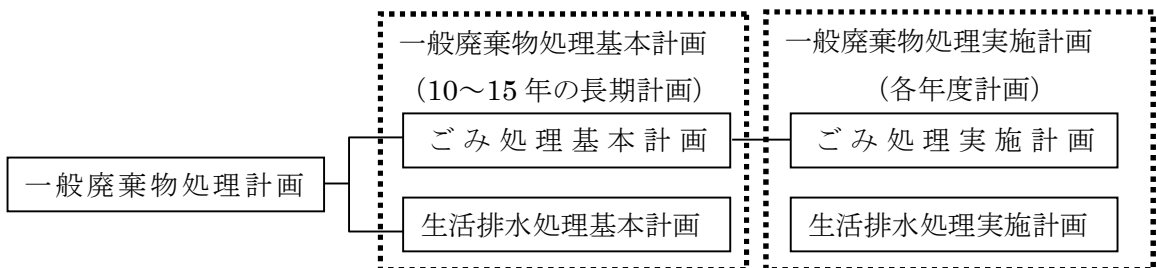 一般廃棄物処理計画
一般廃棄物処理基本計画
（10～15年の長期計画）
ごみ処理基本計画
生活排水処理基本計画
一般廃棄物処理実施計画
（各年度計画）
ごみ処理実施計画
生活排水処理実施計画